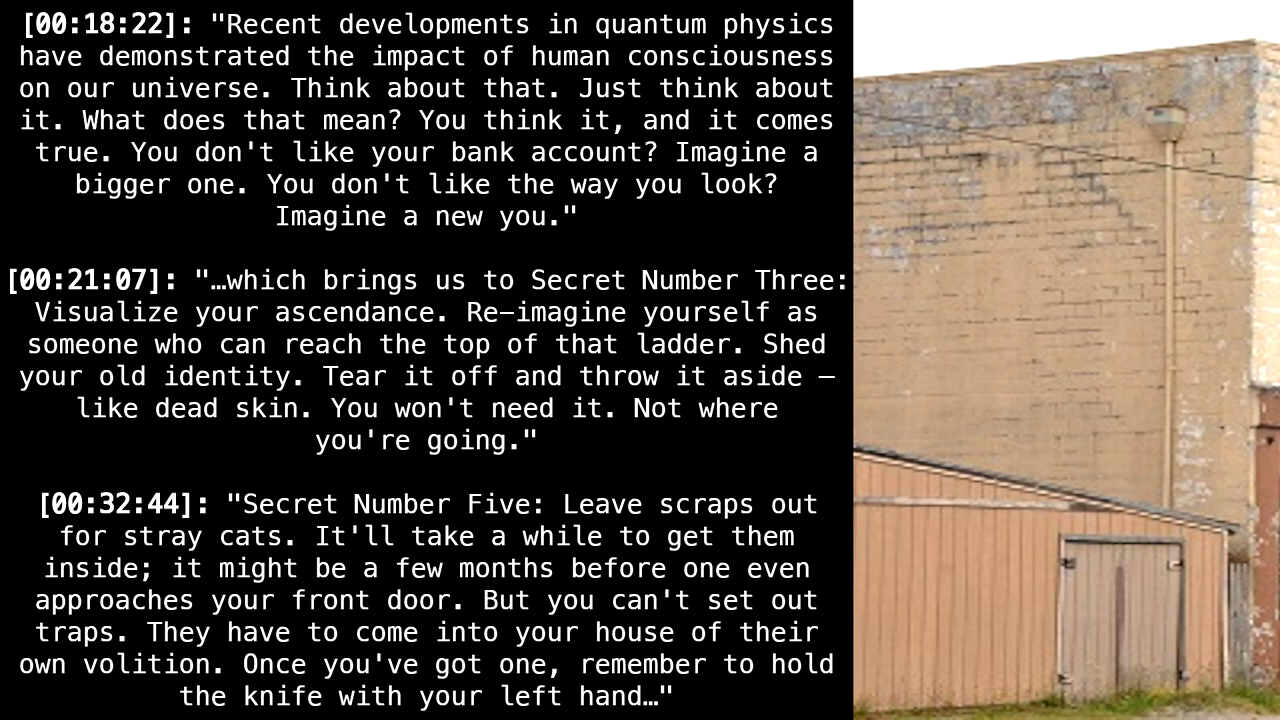 [00:18:22]: "Recent developments in quantum physics
have demonstrated the impact of human consciousness
on our universe. Think about that. Just think about
it. What does that mean? You think it, and it comes
true. You don't like your bank account? Imagine a
bigger one. You don't like the way you look?
Imagine a new you."
[00:21:07]: "…which brings us to Secret Number Three:
Visualize your ascendance. Re–imagine yourself as
someone who can reach the top of that ladder. Shed
your old identity. Tear it off and throw it aside –
like dead skin. You won't need it. Not where
you're going."
[00:32:44]: "Secret Number Five: Leave scraps out
for stray cats. It'll take a while to get them
inside; it might be a few months before one even
approaches your front door. But you can't set out
traps. They have to come into your house of their
own volition. Once you've got one, remember to hold
the knife with your left hand…"